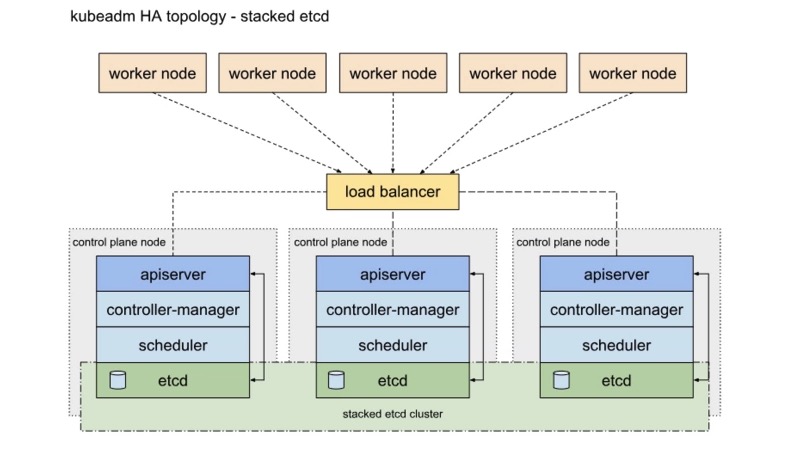 kubeadm HA topology - stacked etcd
worker node
worker node
worker node
worker node
worker node
load balancer
control plane node
control plane node
control plane node
apiserver
apiserver
apiserver
controller-manager
controller-manager
controller-manager
scheduler
scheduler
scheduler
etcd
etcd
etcd
stacked etcd cluster